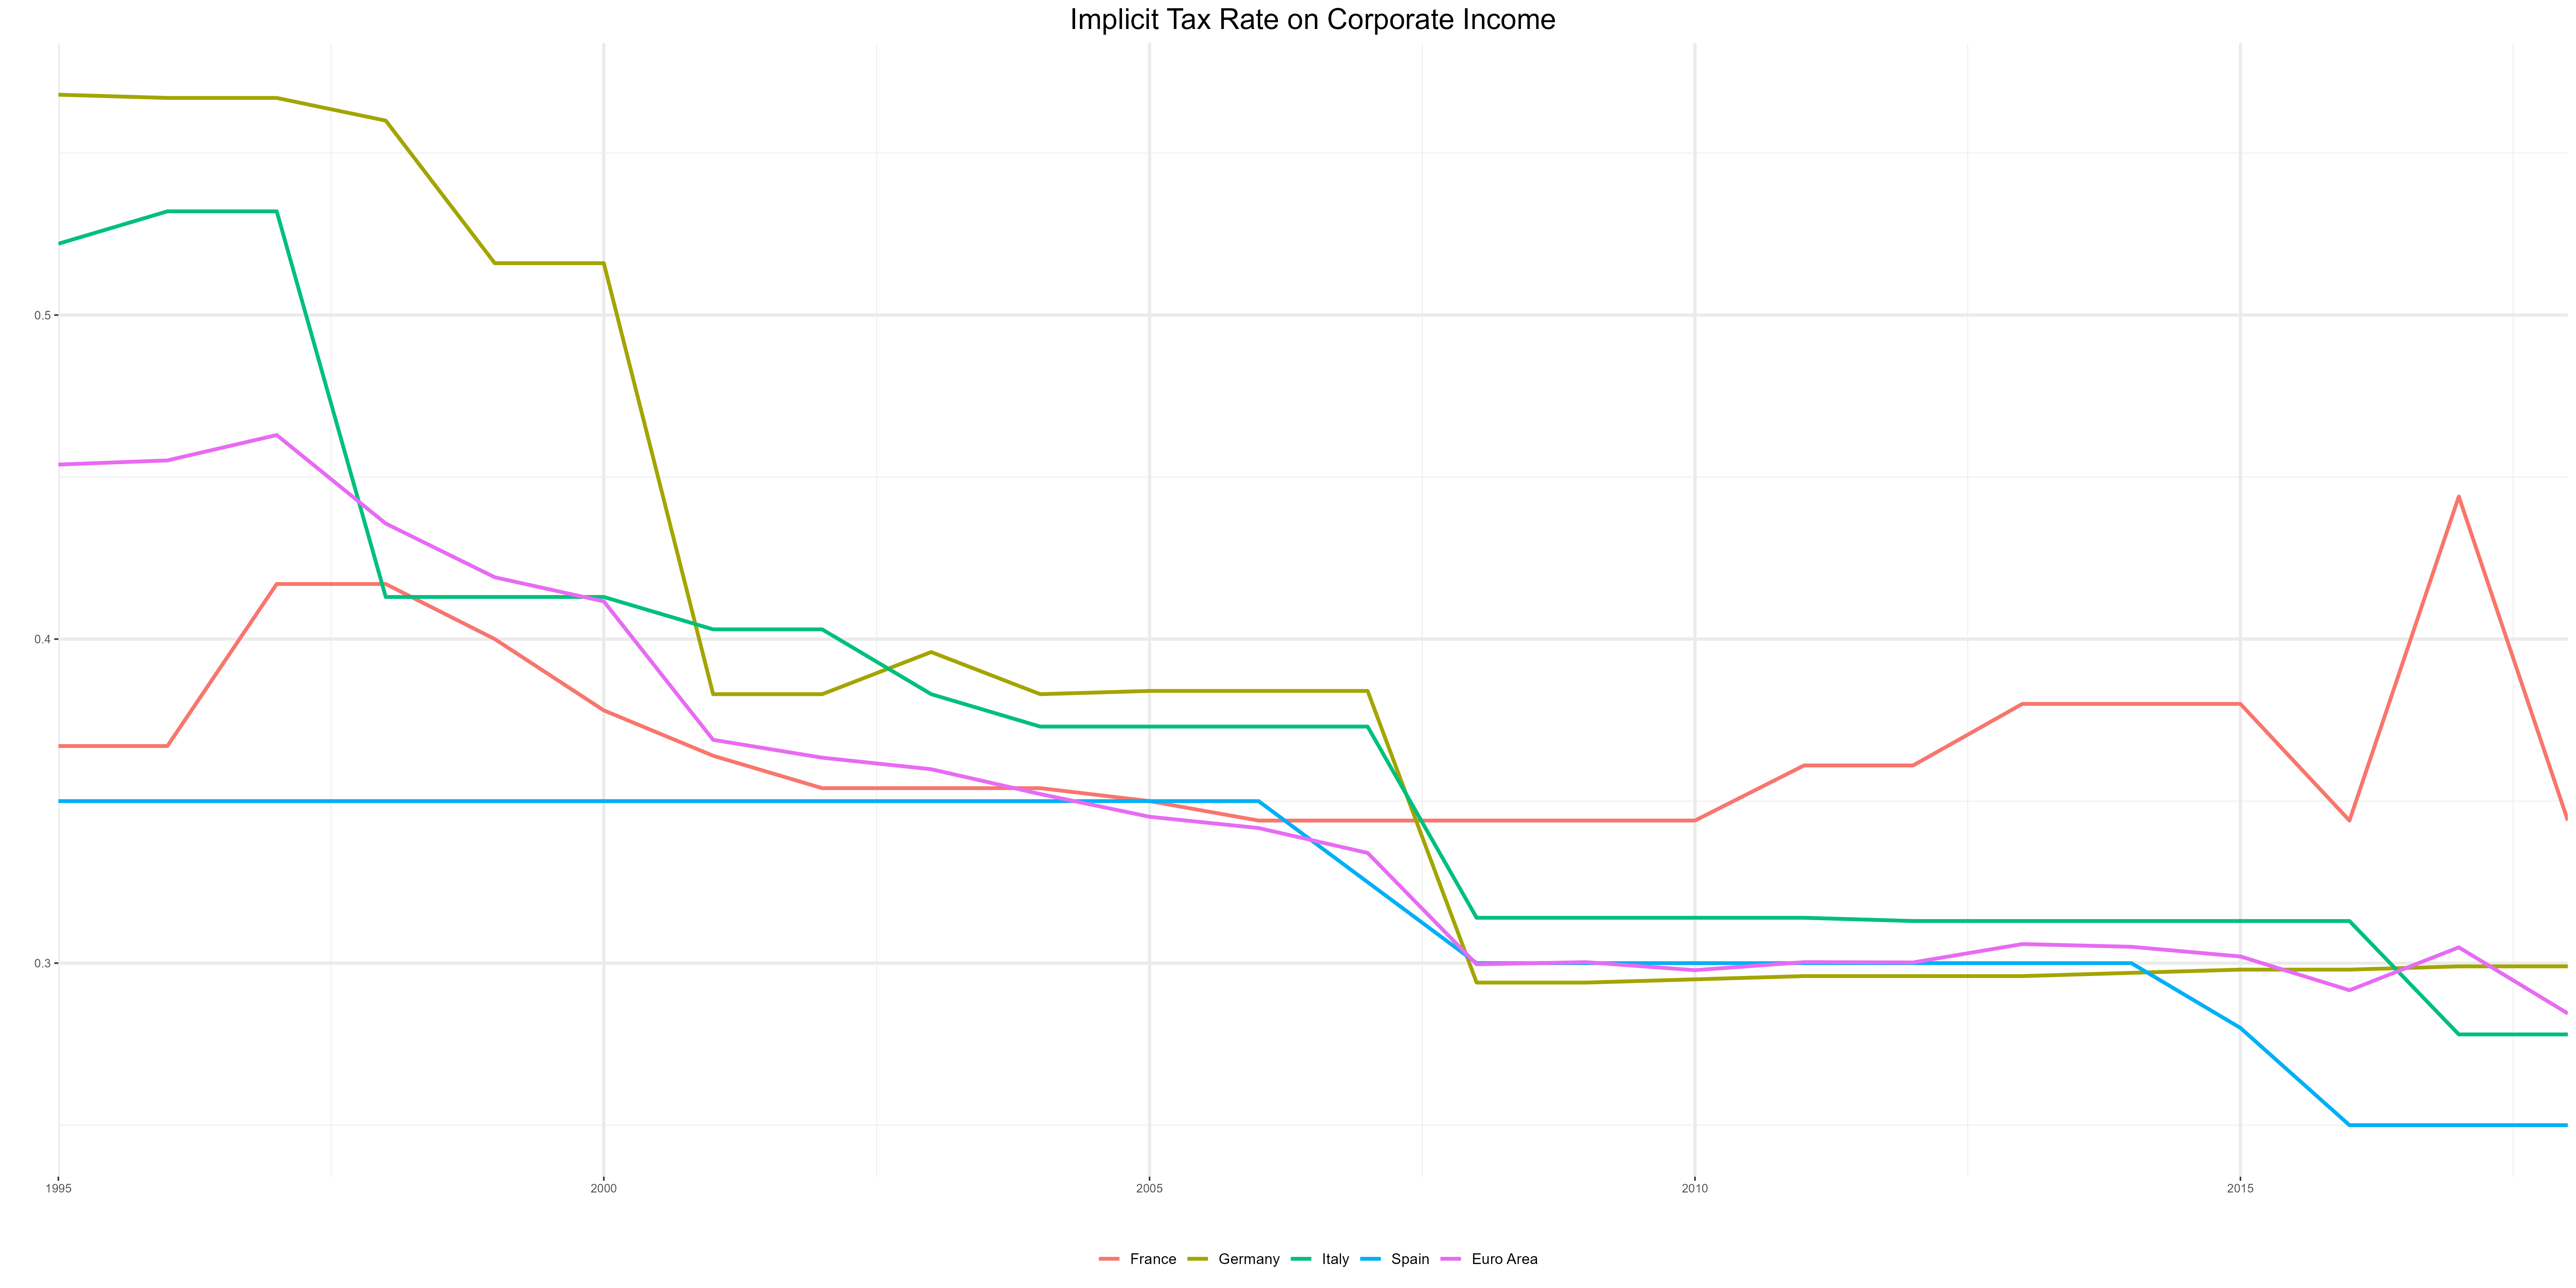 Implicit Tax Rate on Corporate Income
0.5
0.4
0.3
1995 2000 2005 2010 2015
France Germany Italy Spain Euro Area